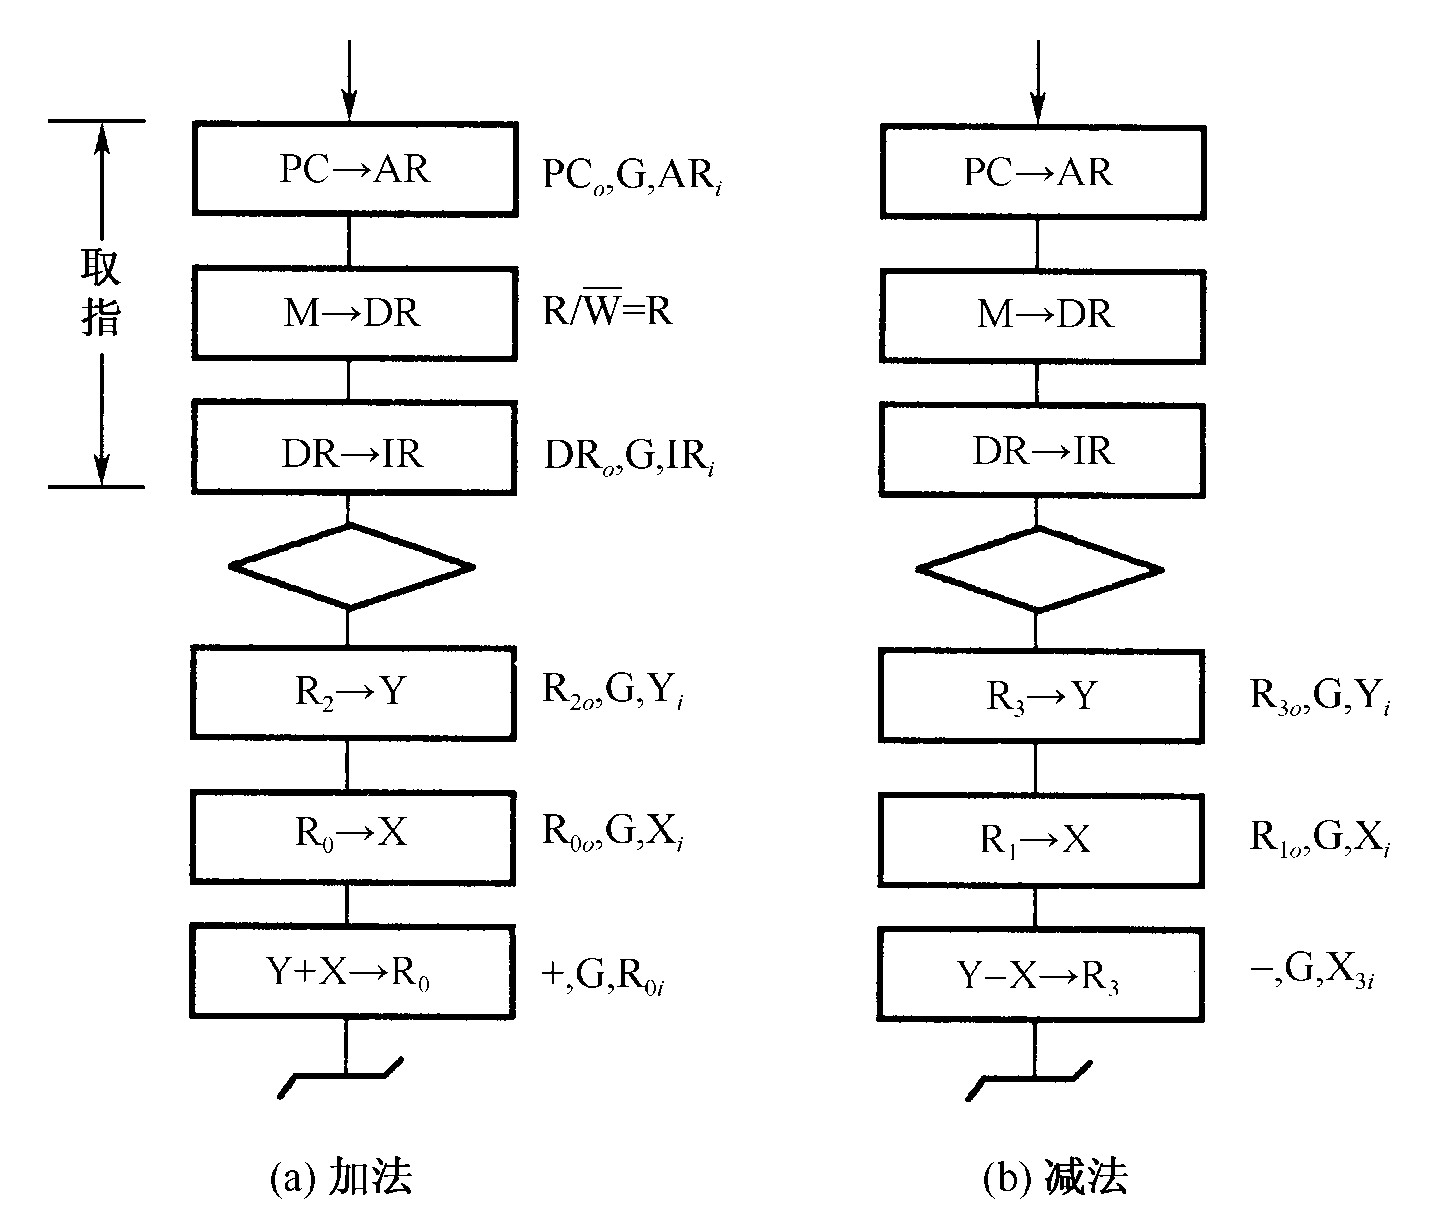 取指
PC→AR
PCₒ,G,ARᵢ
M→DR
R/W̅=R
DR→IR
DRₒ,G,IRᵢ
R₂→Y
R₂ₒ,G,Yᵢ
R₀→X
R₀ₒ,G,Xᵢ
Y+X→R₀
+,G,R₀ᵢ
(a) 加法
PC→AR
M→DR
DR→IR
R₃→Y
R₃ₒ,G,Yᵢ
R₁→X
R₁ₒ,G,Xᵢ
Y−X→R₃
−,G,X₃ᵢ
(b) 减法